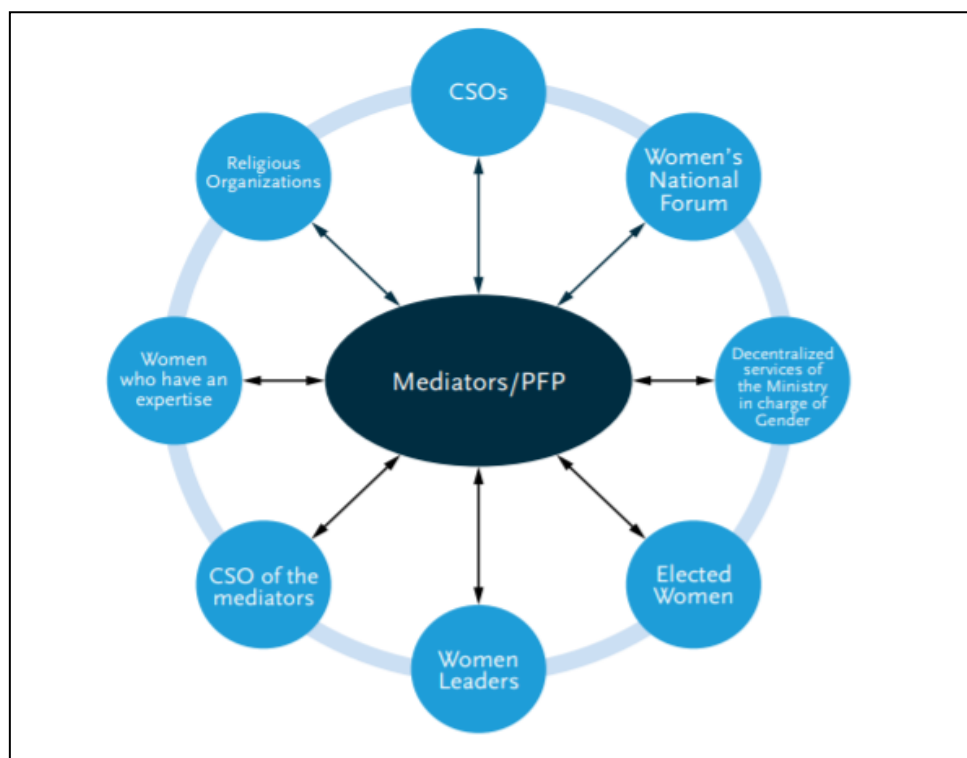 CSOs
Women's
National
Forum
Decentralized
services of
the Ministry
in charge of
Gender
Elected
Women
Women
Leaders
CSO of the
mediators
Women
who have an
expertise
Religious
Organizations
Mediators/PFP